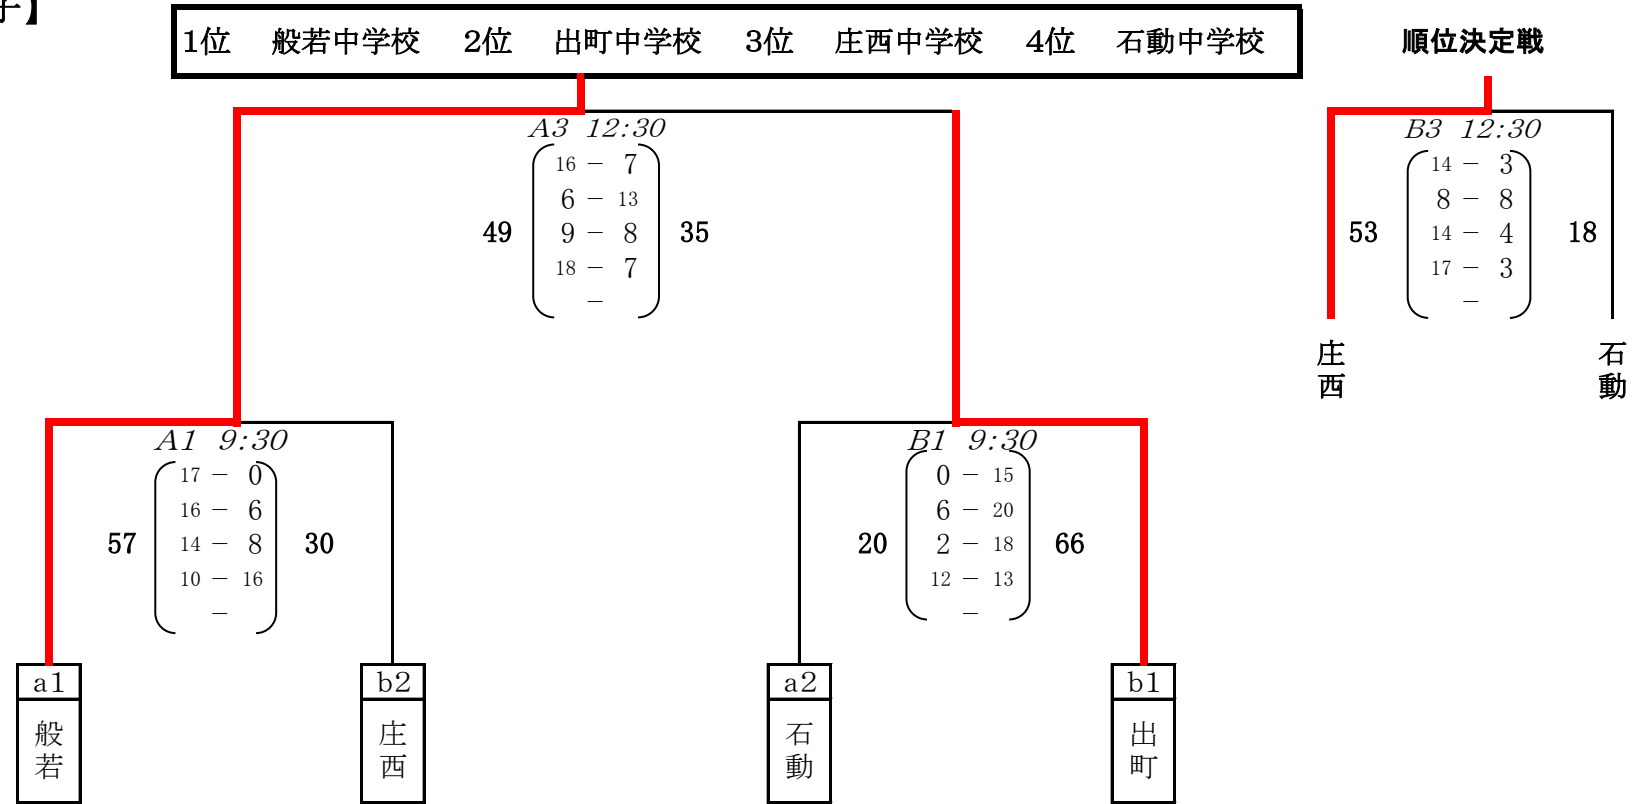 子】
1位 般若中学校 2位 出町中学校 3位 庄西中学校 4位 石動中学校
順位決定戦
A3 12:30
16 － 7
6 － 13
49 9 － 8 35
18 － 7
－
B3 12:30
14 － 3
8 － 8
53 14 － 4 18
17 － 3
－
庄西
石動
A1 9:30
17 － 0
16 － 6
57 14 － 8 30
10 － 16
－
B1 9:30
0 － 15
6 － 20
20 2 － 18 66
12 － 13
－
a1
般若
b2
庄西
a2
石動
b1
出町